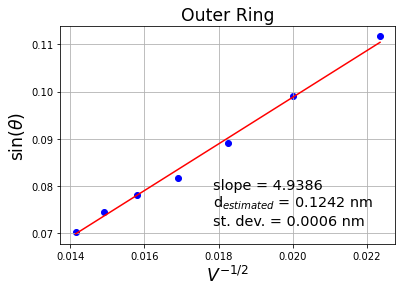 Outer Ring
0.11
0.10
0.09
0.08
0.07
sin(θ)
slope = 4.9386
d_estimated = 0.1242 nm
st. dev. = 0.0006 nm
0.014 0.016 0.018 0.020 0.022
V^{-1/2}